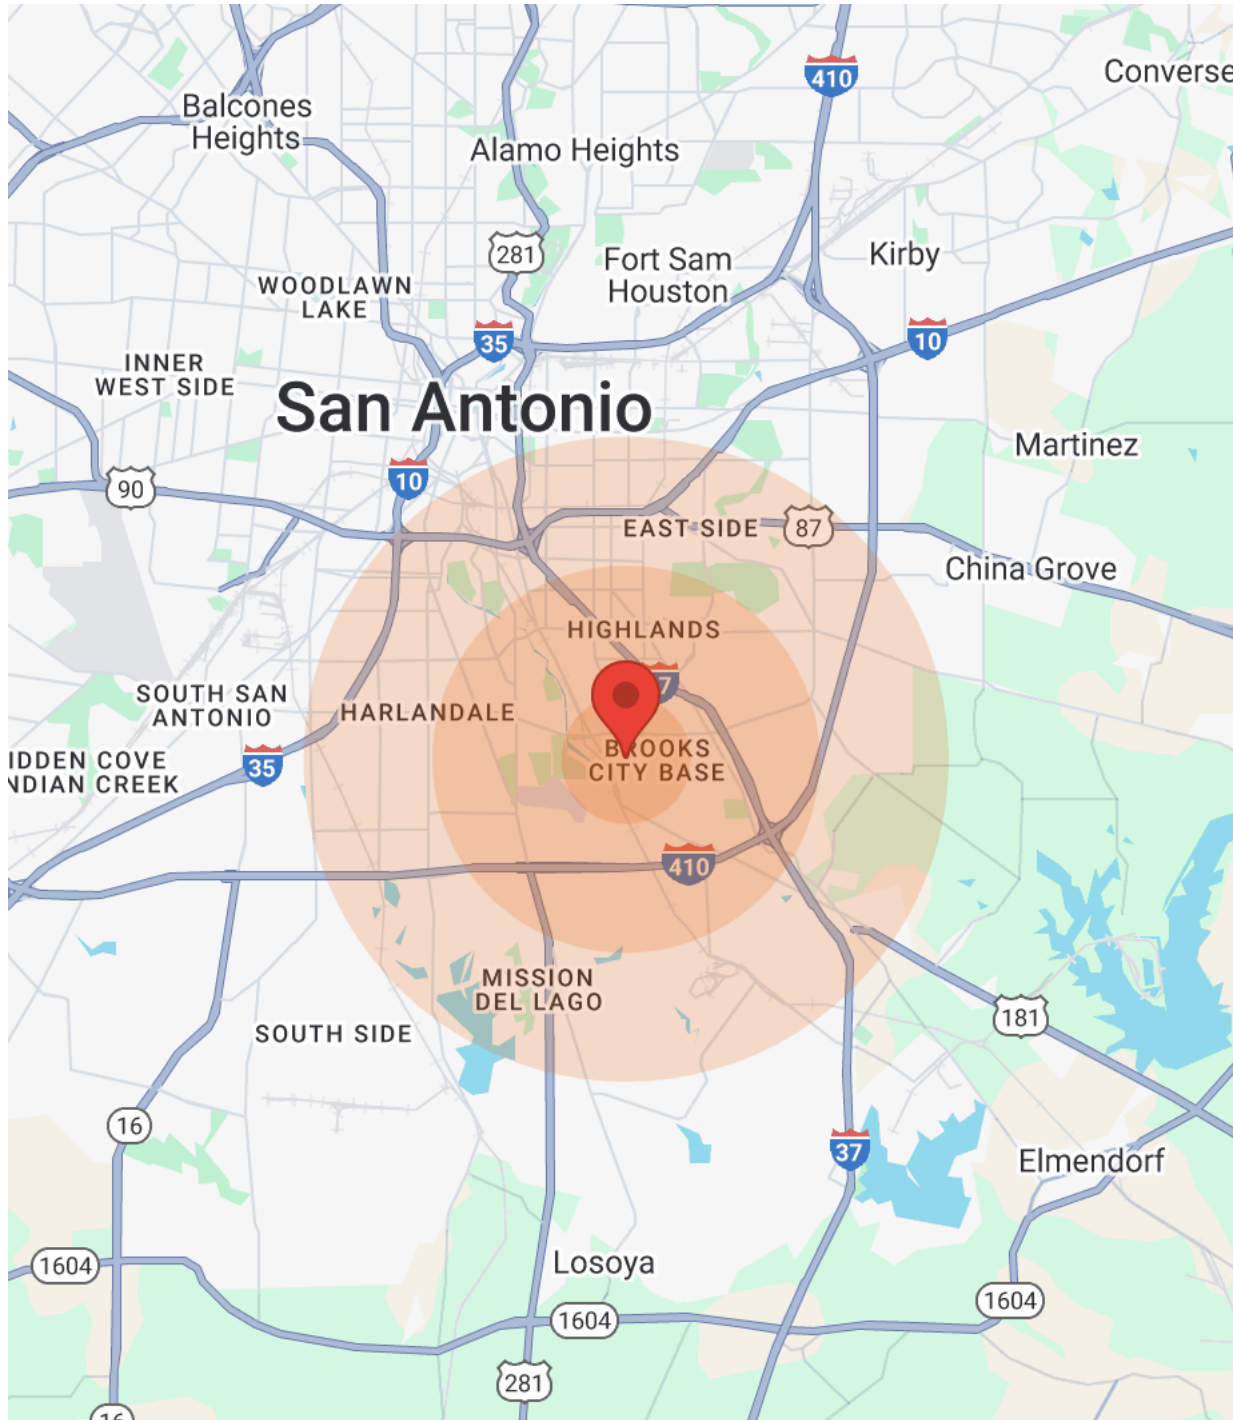 410
Converse
Balcones
Heights
Alamo Heights
281
Fort Sam
Houston
Kirby
WOODLAWN
LAKE
35
10
INNER
WEST SIDE
San Antonio
Martinez
10
90
EAST SIDE
87
China Grove
HIGHLANDS
7
SOUTH SAN
ANTONIO
HARLANDALE
BROOKS
CITY BASE
IDDEN COVE
NDIAN CREEK
35
410
MISSION
DEL LAGO
181
SOUTH SIDE
16
37
Elmendorf
Losoya
1604
1604
1604
281
16